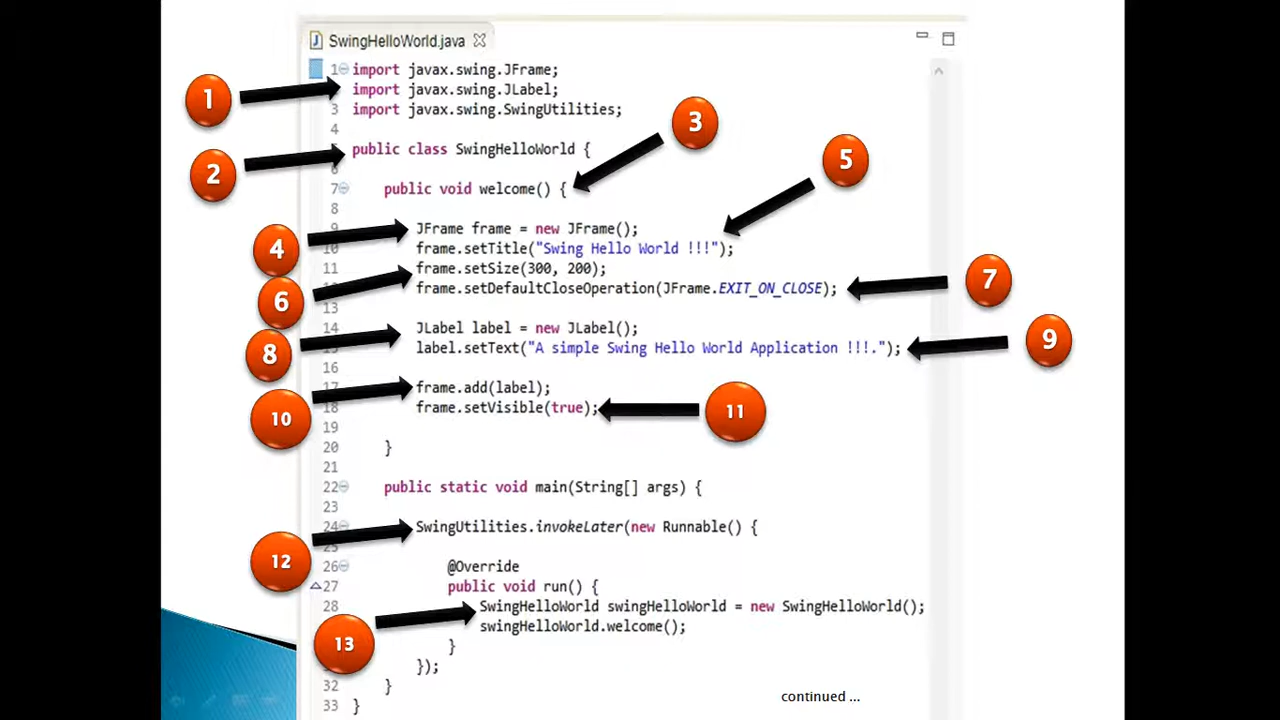 SwingHelloWorld.java
1 import javax.swing.JFrame;
import javax.swing.JLabel;
3 import javax.swing.SwingUtilities;
4
public class SwingHelloWorld {
7 public void welcome() {
8
JFrame frame = new JFrame();
10 frame.setTitle("Swing Hello World !!!");
11 frame.setSize(300, 200);
frame.setDefaultCloseOperation(JFrame.EXIT_ON_CLOSE);
13
14 JLabel label = new JLabel();
label.setText("A simple Swing Hello World Application !!!.");
16
frame.add(label);
18 frame.setVisible(true);
19
20 }
21
22 public static void main(String[] args) {
23
24 SwingUtilities.invokeLater(new Runnable() {
26 @Override
27 public void run() {
28 SwingHelloWorld swingHelloWorld = new SwingHelloWorld();
swingHelloWorld.welcome();
}
});
32 }
33 }
1
2
3
4
5
6
7
8
9
10
11
12
13
continued ...